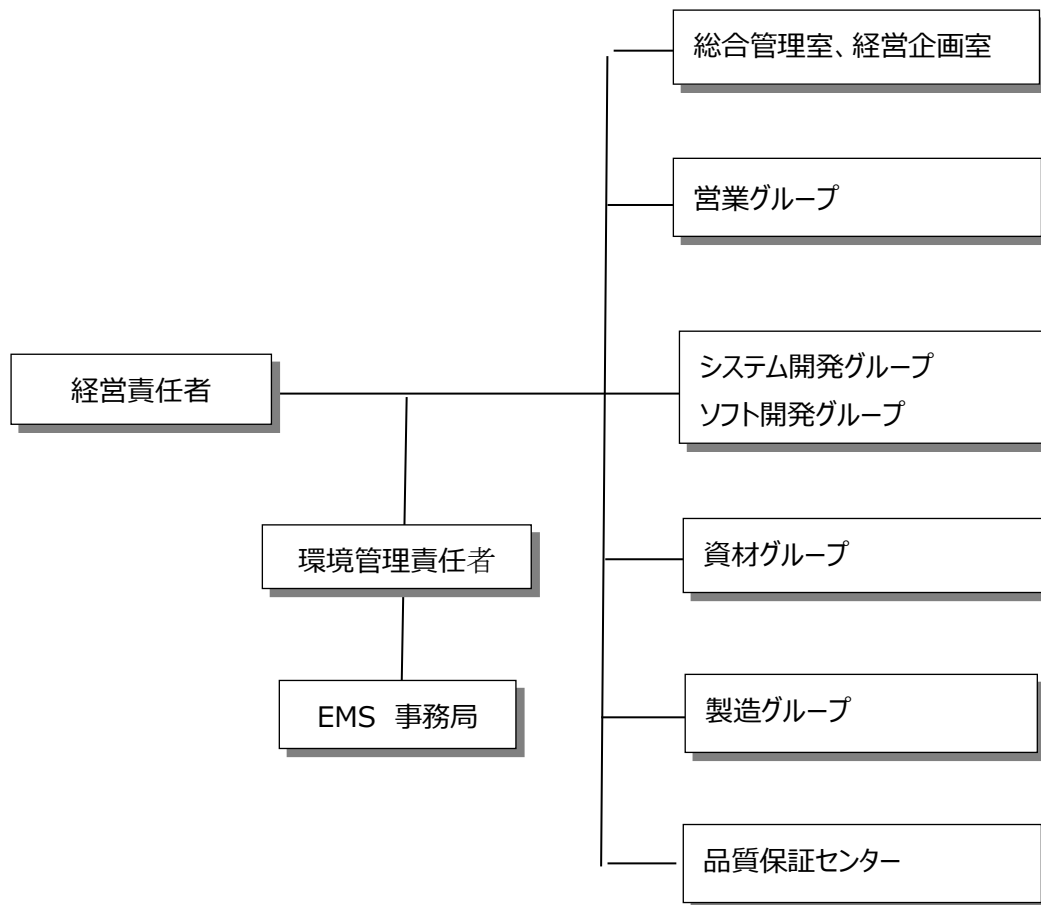 総合管理室、経営企画室
営業グループ
経営責任者
システム開発グループ
ソフト開発グループ
環境管理責任者
資材グループ
EMS 事務局
製造グループ
品質保証センター